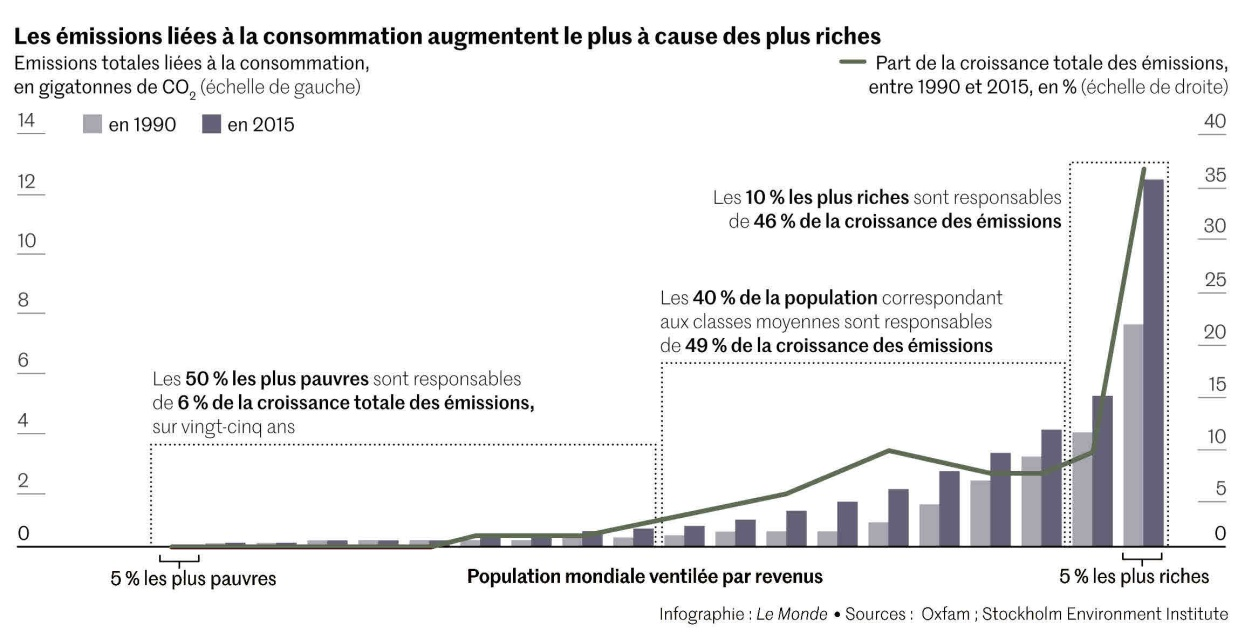 Les émissions liées à la consommation augmentent le plus à cause des plus riches
Emissions totales liées à la consommation,
en gigatonnes de CO2 (échelle de gauche)
Part de la croissance totale des émissions,
entre 1990 et 2015, en % (échelle de droite)
en 1990
en 2015
14
12
10
8
6
4
2
0
40
35
30
25
20
15
10
5
0
Les 10 % les plus riches sont responsables
de 46 % de la croissance des émissions
Les 40 % de la population correspondant
aux classes moyennes sont responsables
de 49 % de la croissance des émissions
Les 50 % les plus pauvres sont responsables
de 6 % de la croissance totale des émissions,
sur vingt-cinq ans
5 % les plus pauvres
Population mondiale ventilée par revenus
5 % les plus riches
Infographie : Le Monde • Sources : Oxfam ; Stockholm Environment Institute